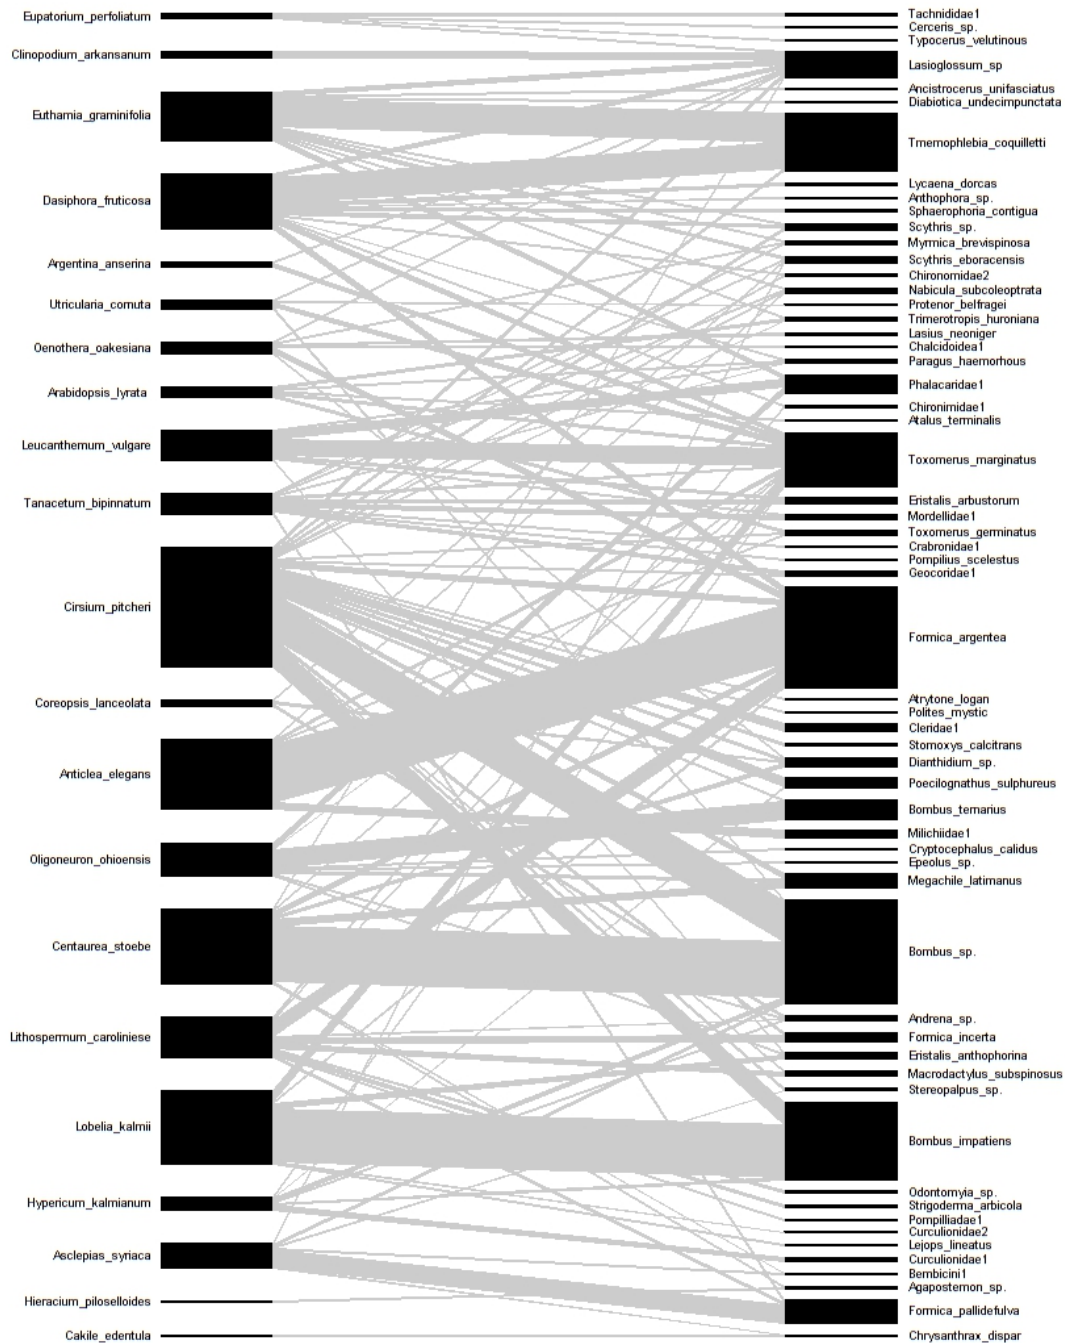 Eupatorium_perfoliatum
Clinopodium_arkansanum
Euthamia_graminifolia
Dasiphora_fruticosa
Argentina_anserina
Utricularia_cornuta
Oenothera_oakesiana
Arabidopsis_lyrata
Leucanthemum_vulgare
Tanacetum_bipinnatum
Cirsium_pitcheri
Coreopsis_lanceolata
Anticlea_elegans
Oligoneuron_ohioensis
Centaurea_stoebe
Lithospermum_caroliniese
Lobelia_kalmii
Hypericum_kalmianum
Asclepias_syriaca
Hieracium_piloselloides
Cakile_edentula
Tachnididae1
Cerceris_sp.
Typocerus_velutinous
Lasioglossum_sp
Ancistrocerus_unifasciatus
Diabiotica_undecimpunctata
Tmemophlebia_coquilletti
Lycaena_dorcas
Anthophora_sp.
Sphaerophoria_contigua
Scythris_sp.
Myrmica_brevispinosa
Scythris_eboracensis
Chironomidae2
Nabicula_subcoleoptrata
Protenor_belfragei
Trimerotropis_huroniana
Lasius_neoniger
Chalcidoidea1
Paragus_haemorhous
Phalacaridae1
Chironimidae1
Atalus_terminalis
Toxomerus_marginatus
Eristalis_arbustorum
Mordellidae1
Toxomerus_germinatus
Crabronidae1
Pompilius_scelestus
Geocoridae1
Formica_argentea
Atrytone_logan
Polites_mystic
Cleridae1
Stomoxys_calcitrans
Dianthidium_sp.
Poecilognathus_sulphureus
Bombus_ternarius
Milichiidae1
Cryptocephalus_calidus
Epeolus_sp.
Megachile_latimanus
Bombus_sp.
Andrena_sp.
Formica_incerta
Eristalis_anthophorina
Macrodactylus_subspinosus
Stereopalpus_sp.
Bombus_impatiens
Odontomyia_sp.
Strigoderma_arbicola
Pompilliadae1
Curculionidae2
Lejops_lineatus
Curculionidae1
Bembicini1
Agapostemon_sp.
Formica_pallidefulva
Chrysanthrax_dispar